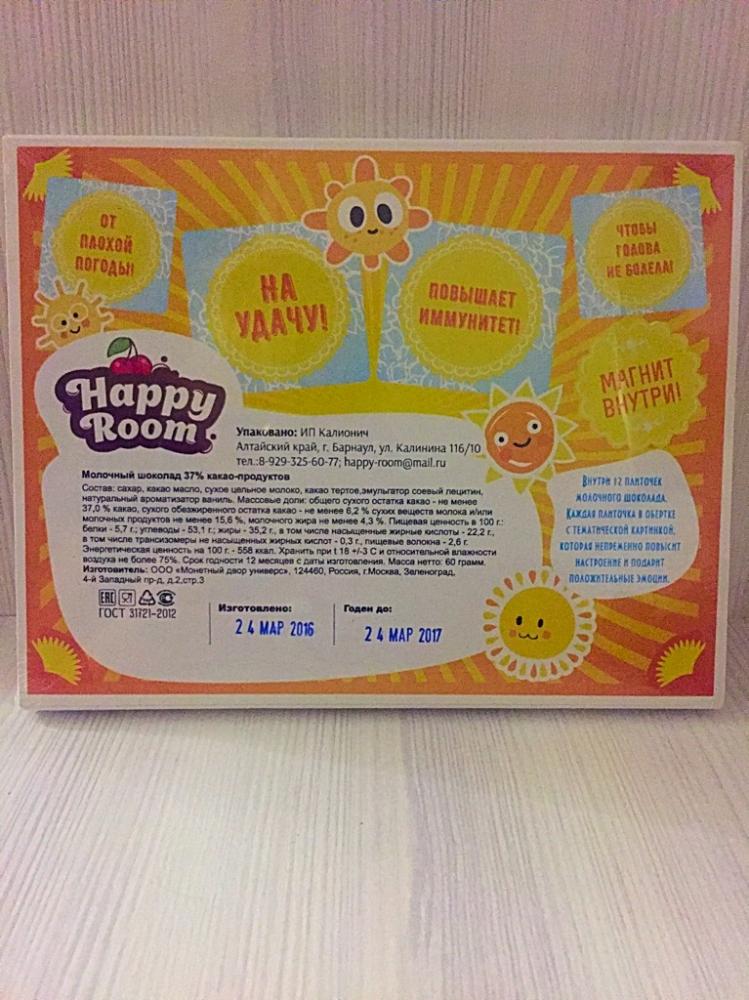 ОТ
ПЛОХОЙ
ПОГОДЫ!
НА
УДАЧУ!
ПОВЫШАЕТ
ИММУНИТЕТ!
ЧТОБЫ
ГОЛОВА
НЕ БОЛЕЛА!
МАГНИТ
ВНУТРИ!
Happy
Room
Упаковано: ИП Калионич
Алтайский край, г. Барнаул, ул. Калинина 116/10
тел.:8-929-325-60-77; happy-room@mail.ru
Молочный шоколад 37% какао-продуктов
Состав: сахар, какао масло, сухое цельное молоко, какао тертое,эмульгатор соевый лецитин,
натуральный ароматизатор ваниль. Массовые доли: общего сухого остатка какао - не менее
37,0 % какао, сухого обезжиренного остатка какао - не менее 6,2 % сухих веществ молока и/или
молочных продуктов не менее 15,6 %, молочного жира не менее 4,3 %. Пищевая ценность в 100 г.:
белки - 5,7 г.; углеводы - 53,1 г.; жиры - 35,2 г., в том числе насыщенные жирные кислоты - 22,2 г.,
в том числе трансизомеры не насыщенных жирных кислот - 0,3 г., пищевые волокна - 2,6 г.
Энергетическая ценность на 100 г. - 558 ккал. Хранить при t 18 +/-3 С и относительной влажности
воздуха не более 75%. Срок годности 12 месяцев с даты изготовления. Масса нетто: 60 грамм.
Изготовитель: ООО «Монетный двор универс», 124460, Россия, г.Москва, Зеленоград,
4-й Западный пр-д, д.2,стр.3
EAC
ГОСТ 31721-2012
Изготовлено:
24 МАР 2016
Годен до:
24 МАР 2017
Внутри 12 плиточек
молочного шоколада.
Каждая плиточка в обертке
с тематической картинкой,
которая непременно повысит
настроение и подарит
положительные эмоции.